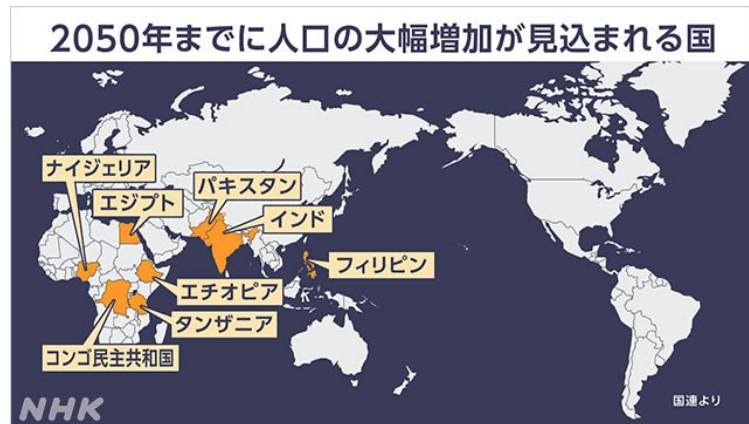 2050年までに人口の大幅増加が見込まれる国
ナイジェリア
エジプト
パキスタン
インド
フィリピン
エチオピア
タンザニア
コンゴ民主共和国
国連より
NHK